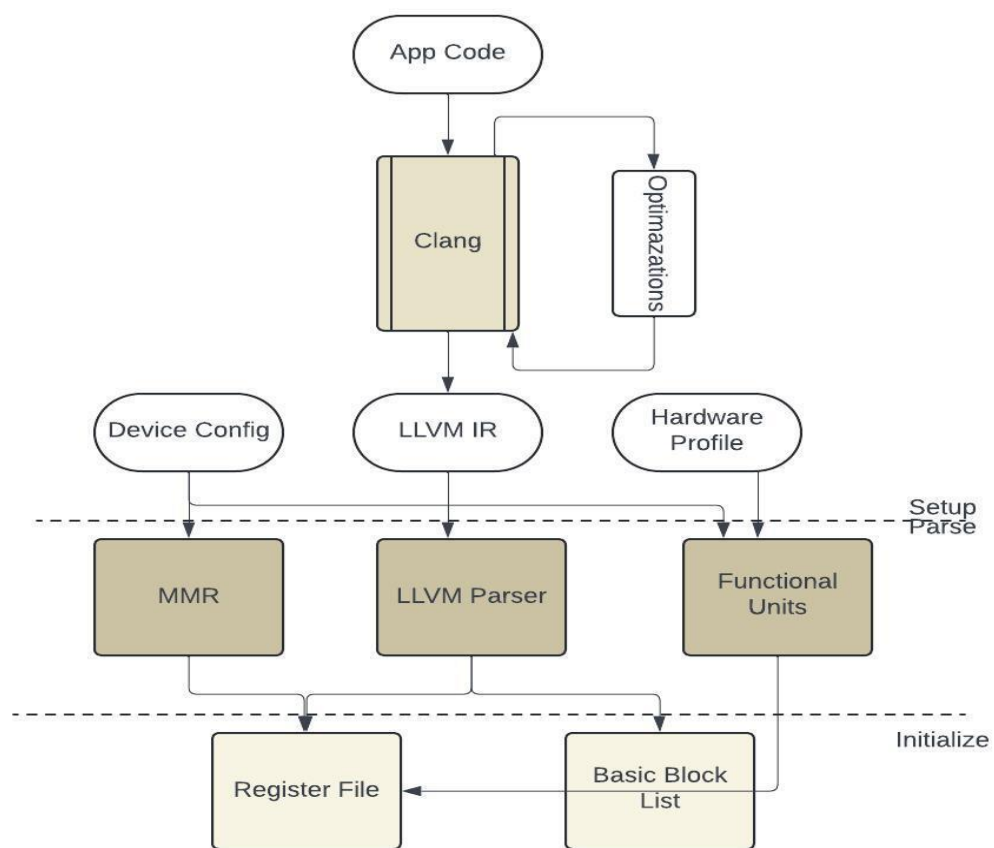 App Code
Clang
Optimazations
Device Config
LLVM IR
Hardware
Profile
Setup
Parse
MMR
LLVM Parser
Functional
Units
Initialize
Register File
Basic Block
List